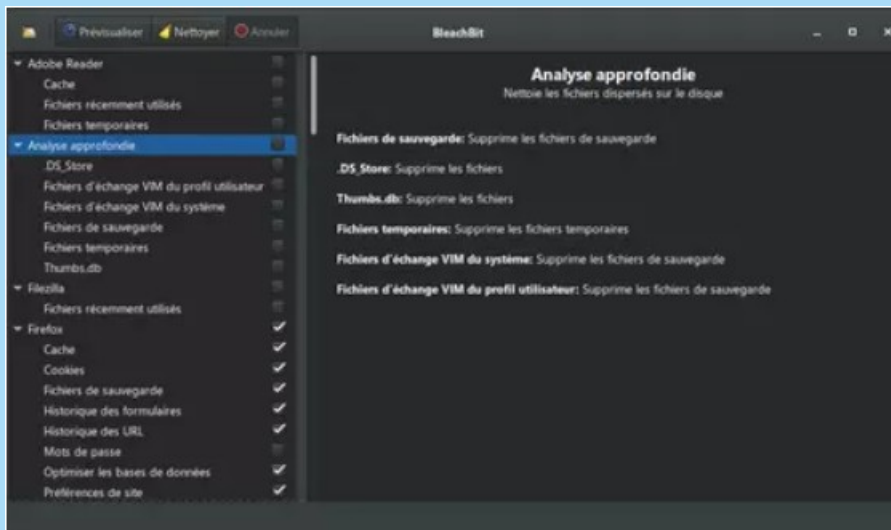 Prévisualiser Nettoyer Annuler BleachBit
Adobe Reader
Cache
Fichiers récemment utilisés
Fichiers temporaires
Analyse approfondie
.DS_Store
Fichiers d'échange VIM du profil utilisateur
Fichiers d'échange VIM du système
Fichiers de sauvegarde
Fichiers temporaires
Thumbs.db
Filezilla
Fichiers récemment utilisés
Firefox
Cache
Cookies
Fichiers de sauvegarde
Historique des formulaires
Historique des URL
Mots de passe
Optimiser les bases de données
Préférences de site
Analyse approfondie
Nettoie les fichiers dispersés sur le disque
Fichiers de sauvegarde: Supprime les fichiers de sauvegarde
.DS_Store: Supprime les fichiers
Thumbs.db: Supprime les fichiers
Fichiers temporaires: Supprime les fichiers temporaires
Fichiers d'échange VIM du système: Supprime les fichiers de sauvegarde
Fichiers d'échange VIM du profil utilisateur: Supprime les fichiers de sauvegarde